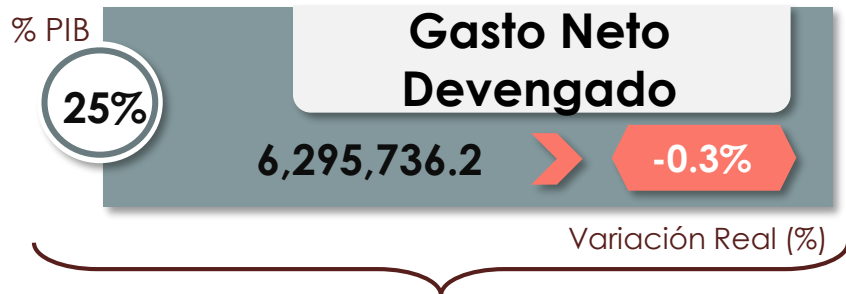 % PIB
Gasto Neto
Devengado
25%
6,295,736.2
-0.3%
Variación Real (%)